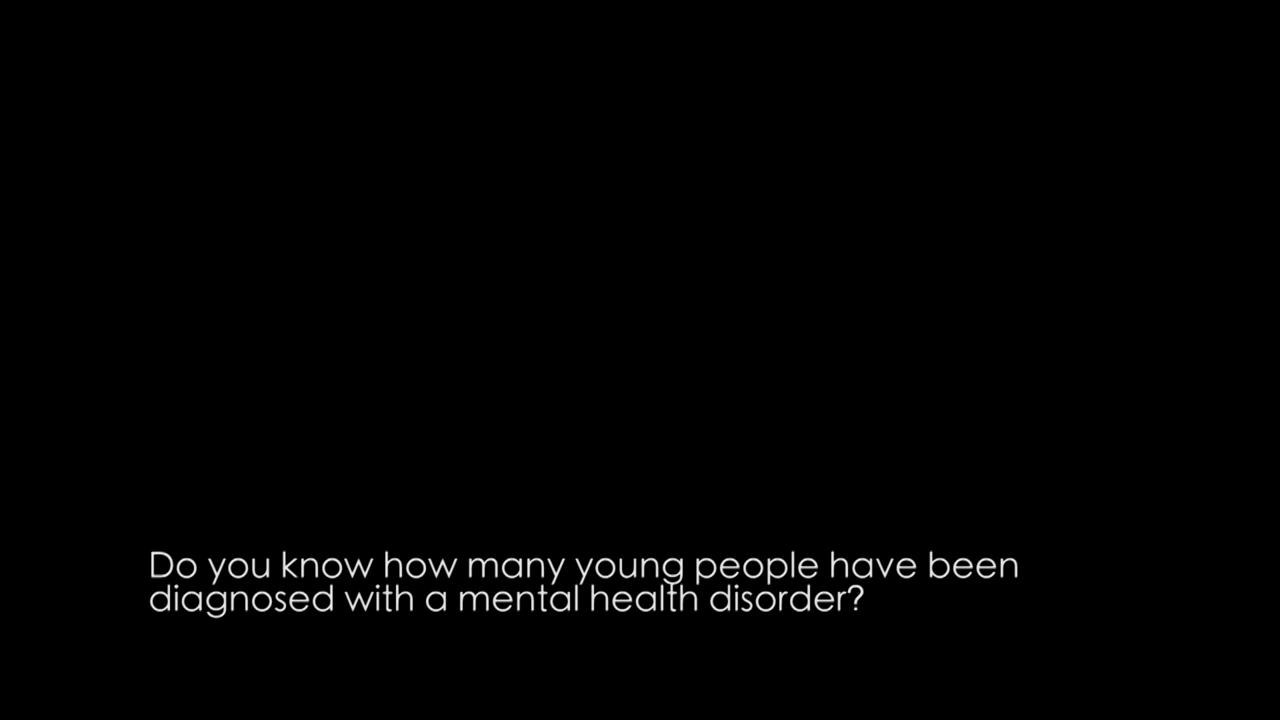 Do you know how many young people have been
diagnosed with a mental health disorder?